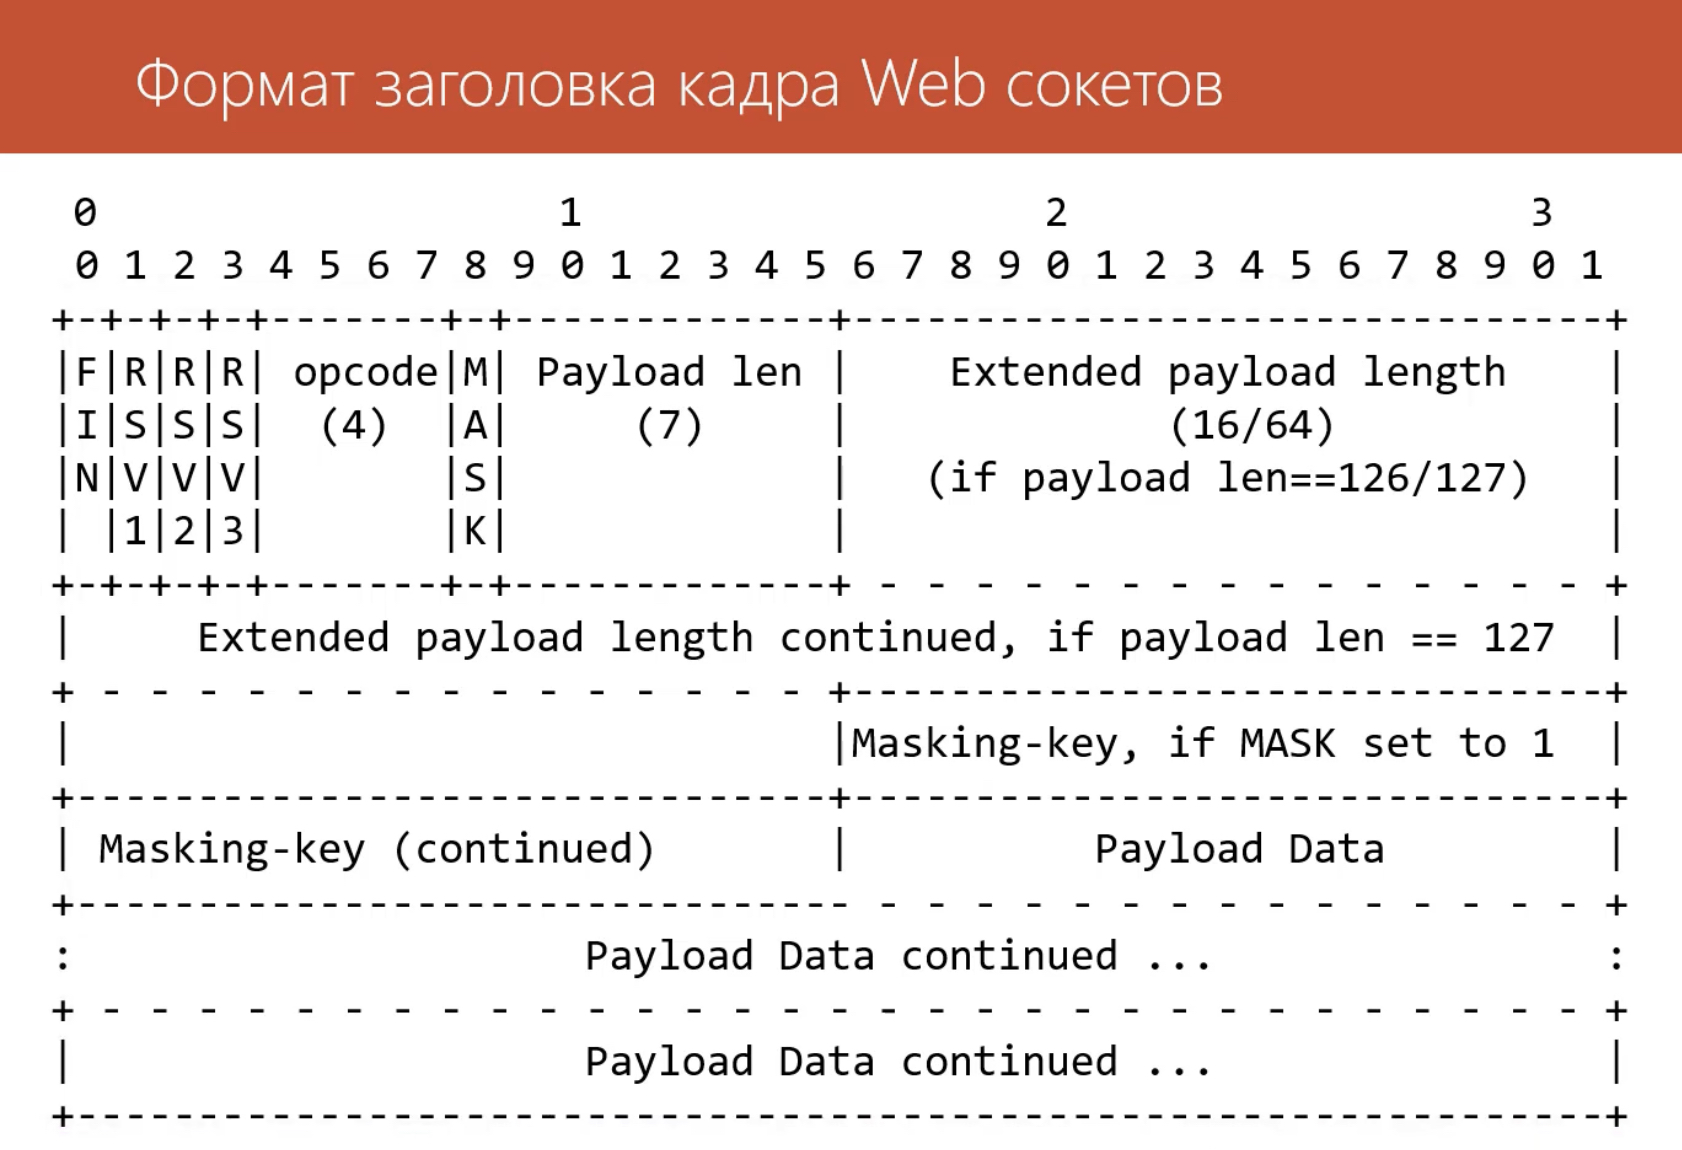 Формат заголовка кадра Web сокетов
 0                   1                   2                   3
 0 1 2 3 4 5 6 7 8 9 0 1 2 3 4 5 6 7 8 9 0 1 2 3 4 5 6 7 8 9 0 1
+-+-+-+-+-------+-+-------------+-------------------------------+
|F|R|R|R| opcode|M| Payload len |    Extended payload length    |
|I|S|S|S|  (4)  |A|     (7)     |             (16/64)           |
|N|V|V|V|       |S|             |   (if payload len==126/127)   |
| |1|2|3|       |K|             |                               |
+-+-+-+-+-------+-+-------------+ - - - - - - - - - - - - - - - +
|     Extended payload length continued, if payload len == 127  |
+ - - - - - - - - - - - - - - - +-------------------------------+
|                               |Masking-key, if MASK set to 1  |
+-------------------------------+-------------------------------+
| Masking-key (continued)       |          Payload Data         |
+-------------------------------- - - - - - - - - - - - - - - - +
:                     Payload Data continued ...                :
+ - - - - - - - - - - - - - - - - - - - - - - - - - - - - - - - +
|                     Payload Data continued ...                |
+---------------------------------------------------------------+